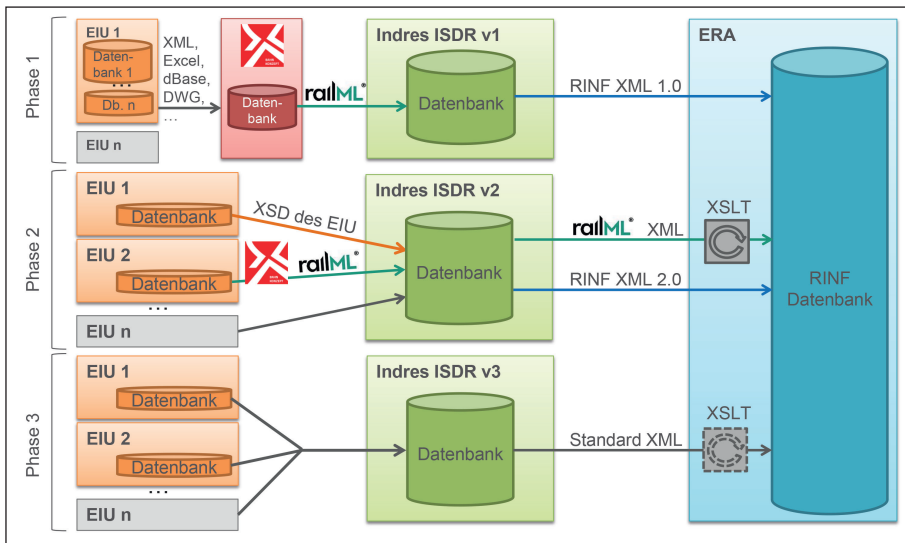 Phase 1
EIU 1
Daten-
bank 1
...
Db. n
EIU n
XML,
Excel,
dBase,
DWG,
...
Daten-
bank
railML®
Indres ISDR v1
Datenbank
RINF XML 1.0
ERA
Phase 2
EIU 1
Datenbank
EIU 2
Datenbank
...
EIU n
XSD des EIU
railML®
Indres ISDR v2
Datenbank
railML® XML
RINF XML 2.0
XSLT
RINF
Datenbank
Phase 3
EIU 1
Datenbank
EIU 2
Datenbank
...
EIU n
Indres ISDR v3
Datenbank
Standard XML
XSLT